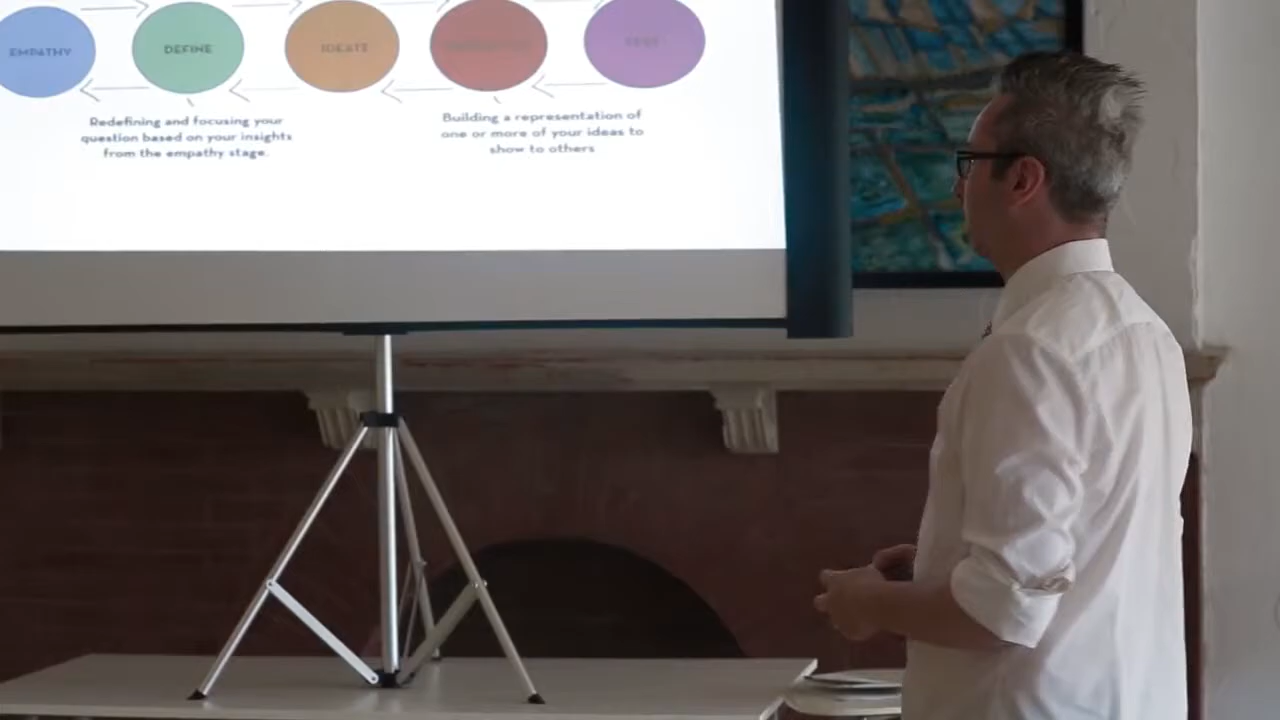 EMPATHY
DEFINE
IDEATE
TEST
Redefining and focusing your
question based on your insights
from the empathy stage.
Building a representation of
one or more of your ideas to
show to others